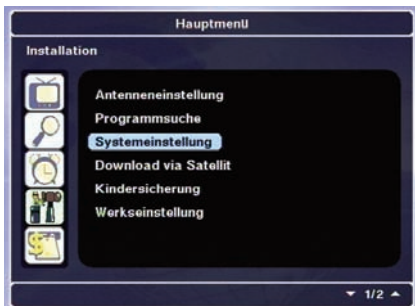 Hauptmenü
Installation
Antenneneinstellung
Programmsuche
Systemeinstellung
Download via Satellit
Kindersicherung
Werkseinstellung
1/2